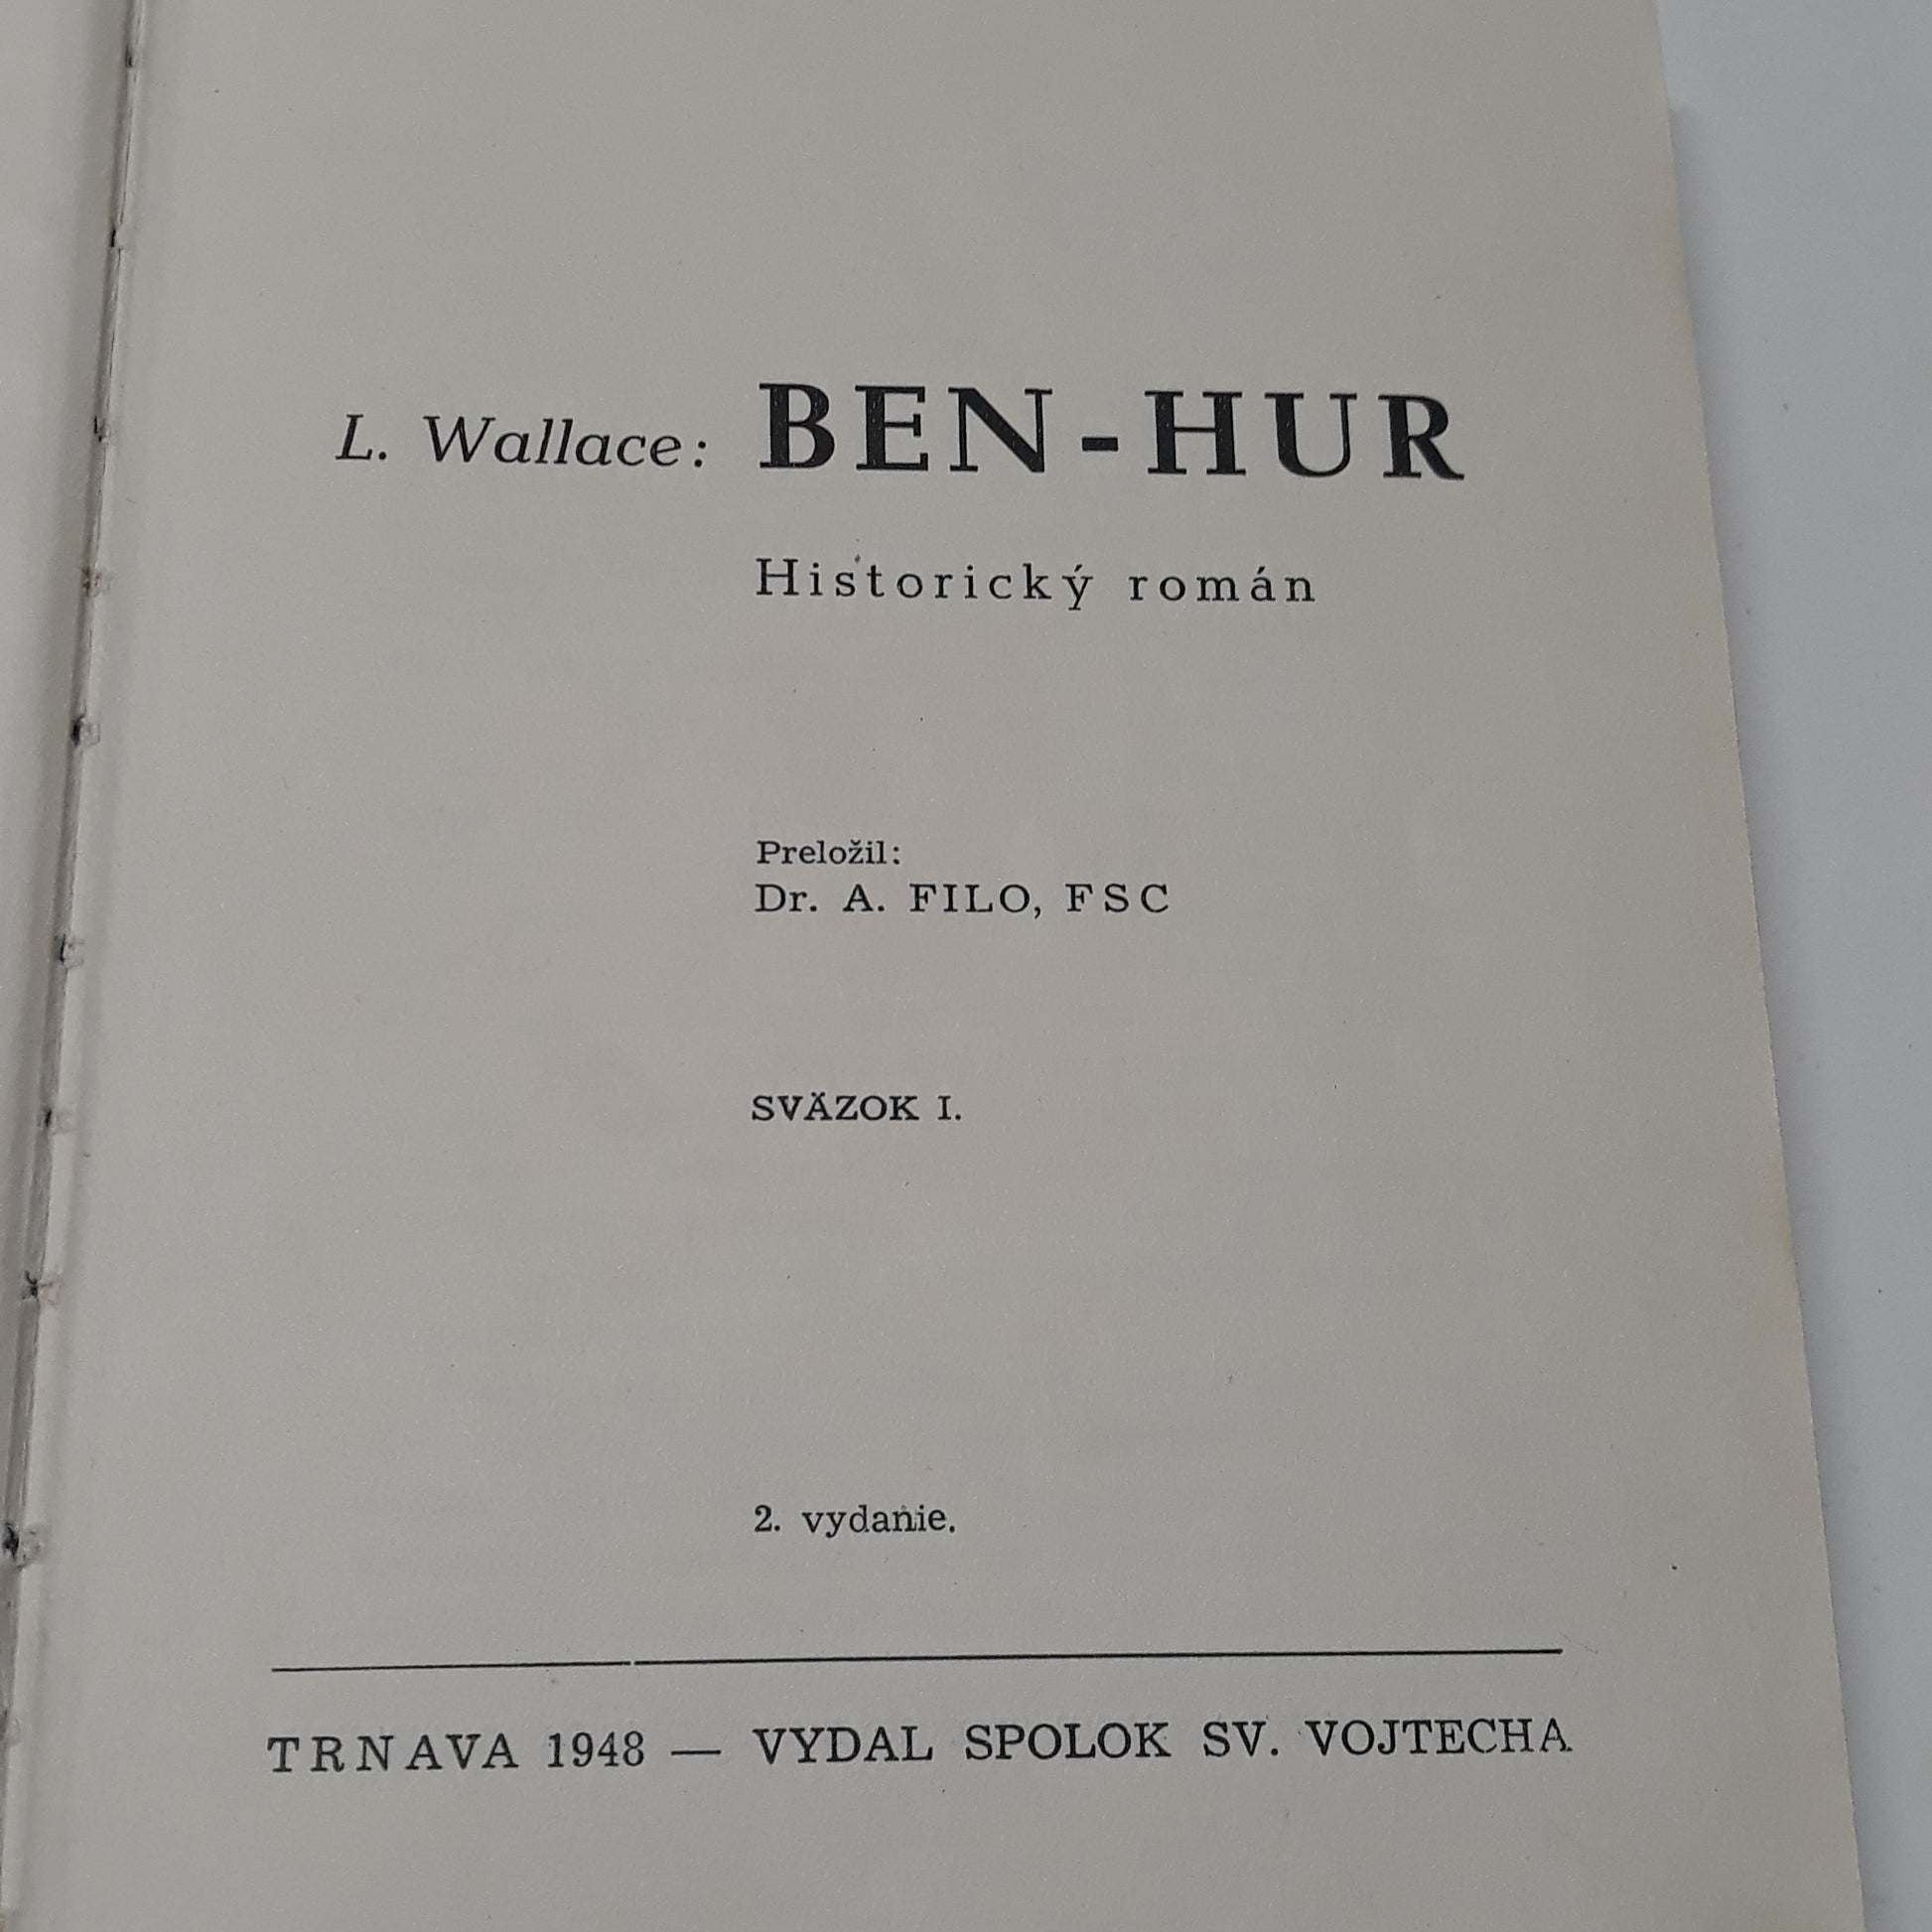 L. Wallace: BEN-HUR
Historický román
Preložil:
Dr. A. FILO, FSC
SVÄZOK I.
2. vydanie.
TRNAVA 1948 — VYDAL SPOLOK SV. VOJTECHA